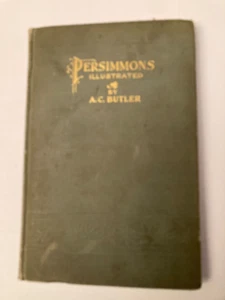 PERSIMMONS
ILLUSTRATED
BY
A.C. BUTLER